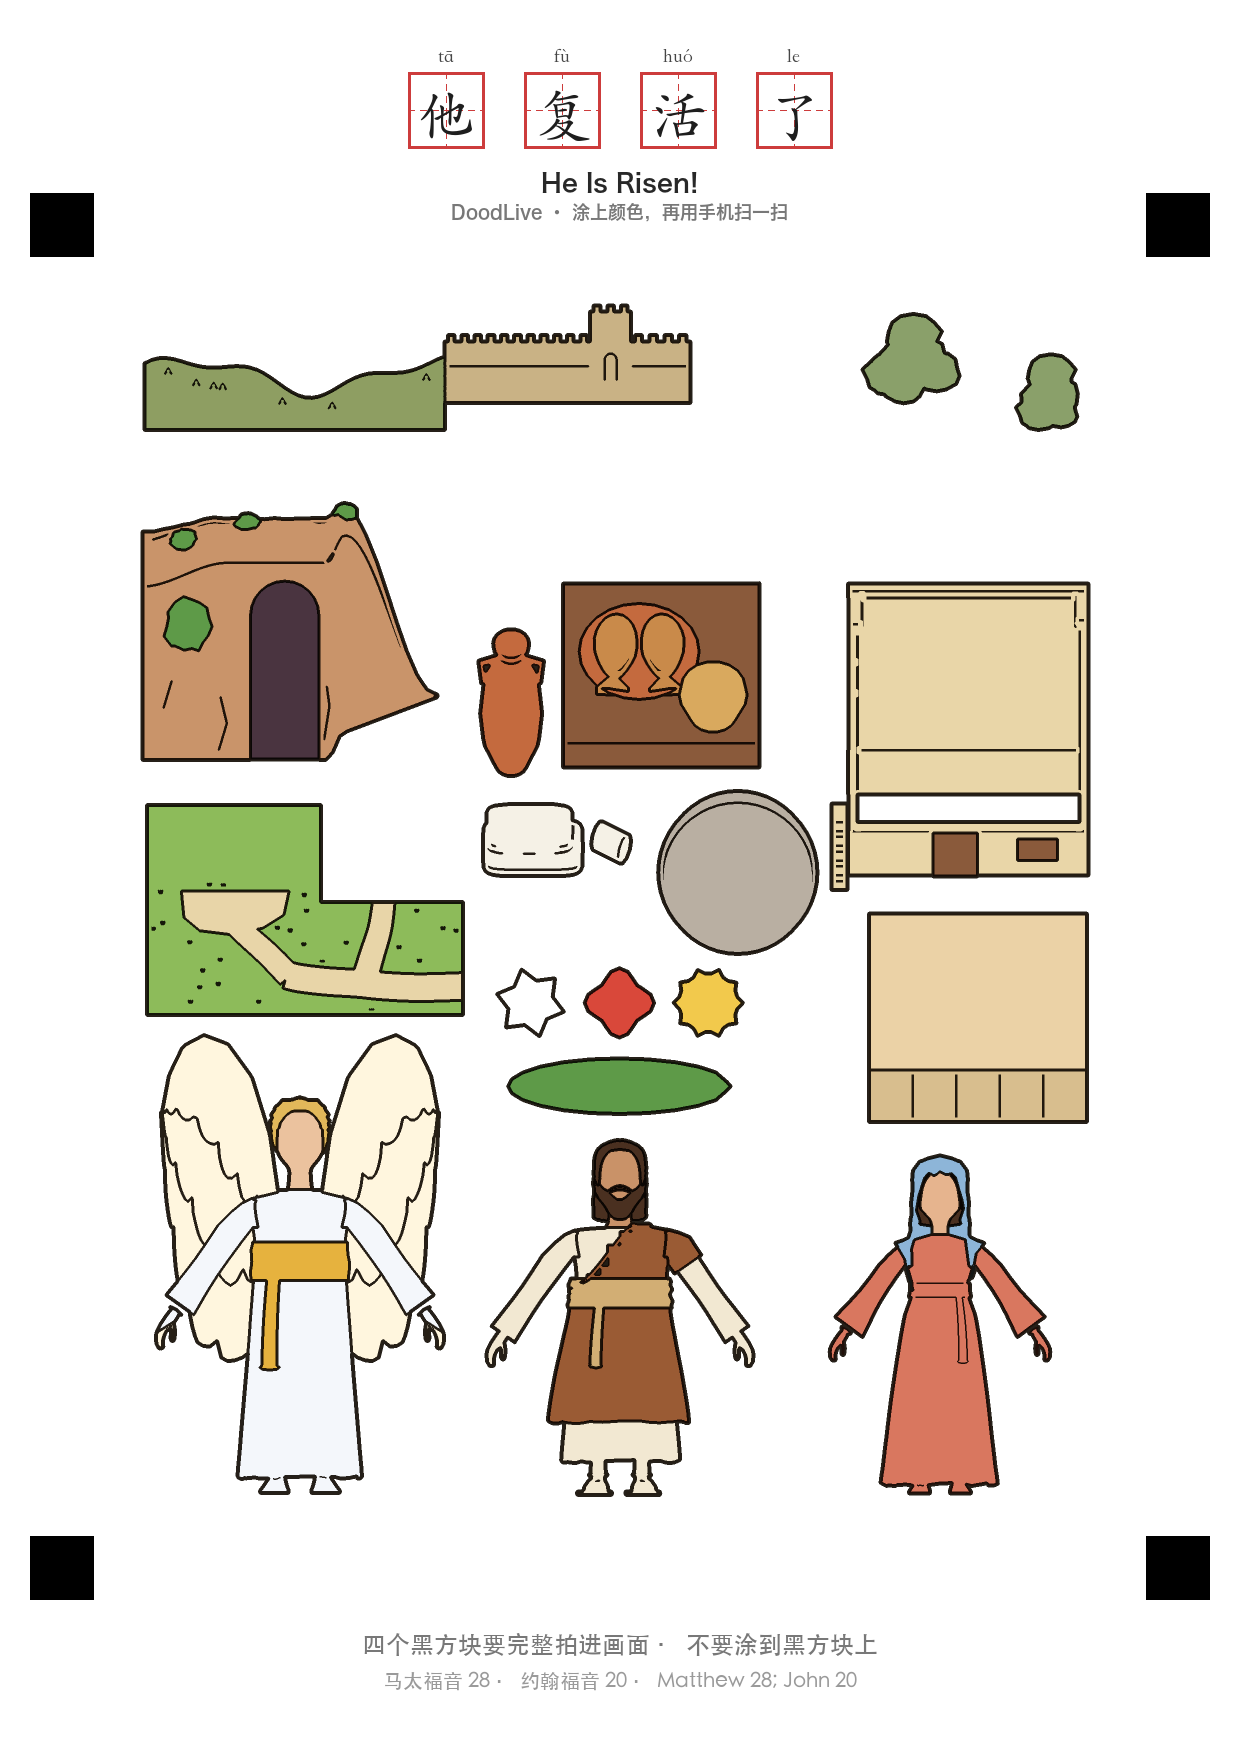 tā fù huó le
他 复 活 了
He Is Risen!
DoodLive · 涂上颜色，再用手机扫一扫
四个黑方块要完整拍进画面 · 不要涂到黑方块上
马太福音 28 · 约翰福音 20 · Matthew 28; John 20